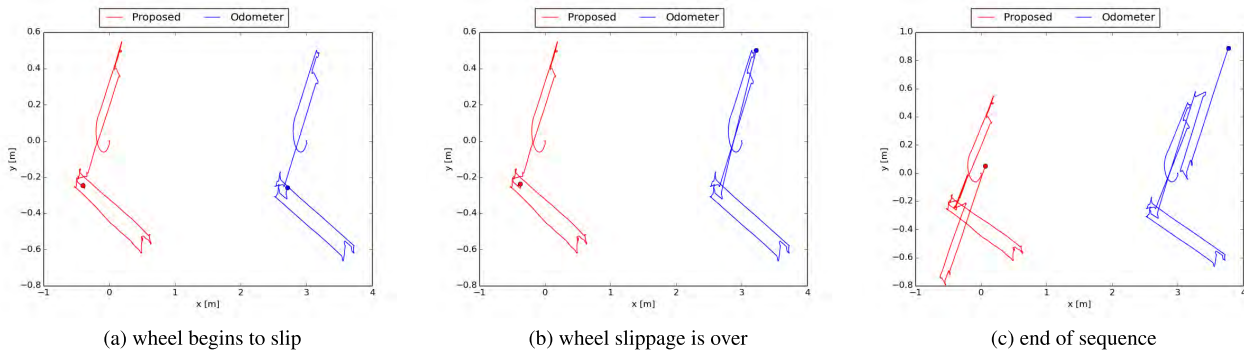 Proposed Odometer
0.6
0.4
0.2
0.0
−0.2
−0.4
−0.6
−0.8
y [m]
−1 0 1 2 3 4
x [m]
(a) wheel begins to slip
Proposed Odometer
0.6
0.4
0.2
0.0
−0.2
−0.4
−0.6
−0.8
y [m]
−1 0 1 2 3 4
x [m]
(b) wheel slippage is over
Proposed Odometer
1.0
0.8
0.6
0.4
0.2
0.0
−0.2
−0.4
−0.6
−0.8
y [m]
−1 0 1 2 3 4
x [m]
(c) end of sequence